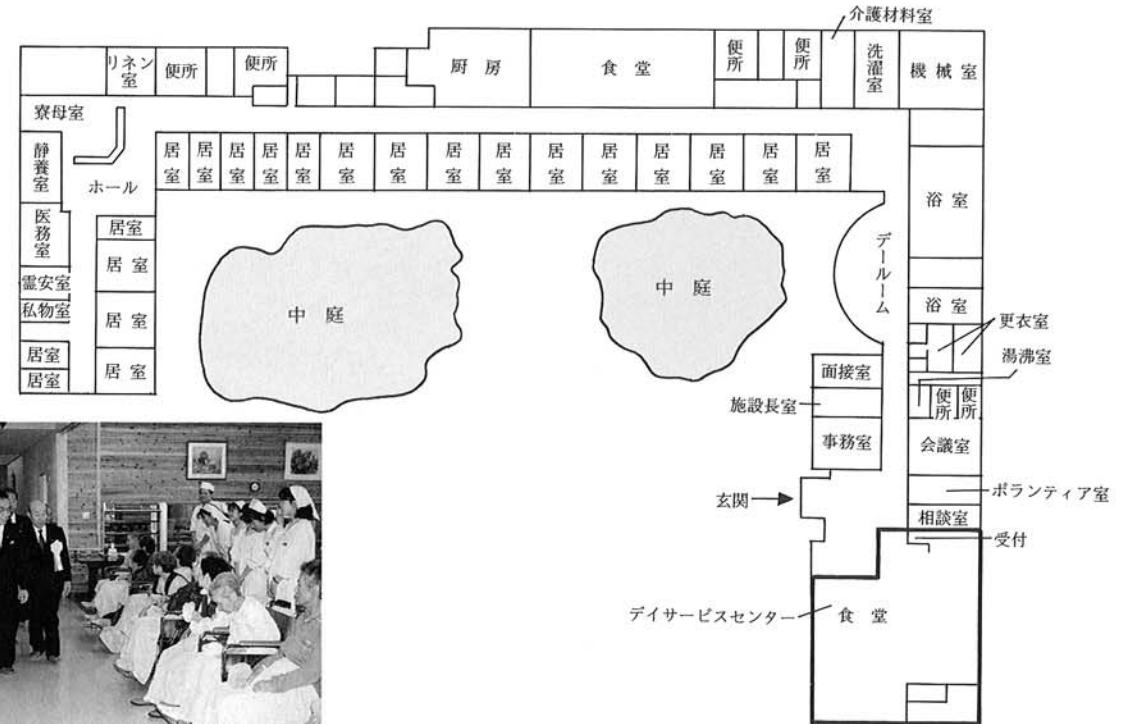 介護材料室
リネン室
便所
便所
厨房
食堂
便所
便所
洗濯室
機械室
寮母室
静養室
ホール
居室
居室
居室
居室
居室
居室
居室
居室
居室
居室
居室
居室
居室
居室
浴室
医務室
居室
居室
霊安室
私物室
居室
居室
居室
居室
中庭
中庭
デールーム
浴室
更衣室
湯沸室
面接室
施設長室
便所
便所
事務室
会議室
玄関
ボランティア室
相談室
受付
デイサービスセンター
食堂